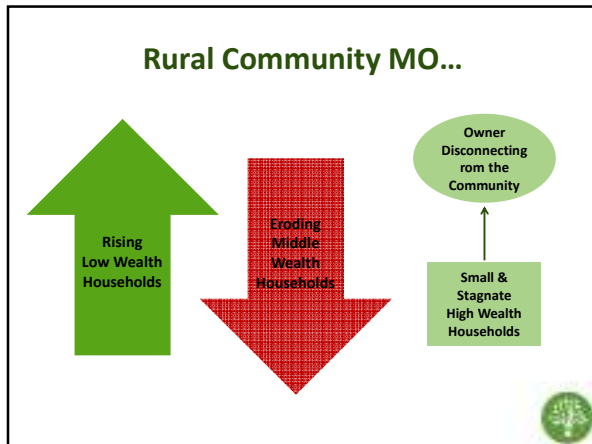 Rural Community MO...
Rising
Low Wealth
Households
Eroding
Middle
Wealth
Households
Owner
Disconnecting
rom the
Community
Small &
Stagnate
High Wealth
Households